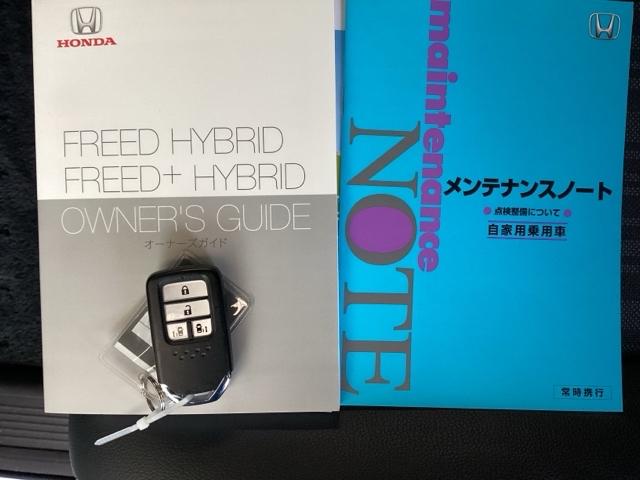 HONDA
FREED HYBRID
FREED+ HYBRID
OWNER'S GUIDE
オーナーズガイド
maintenance
NOTE
メンテナンスノート
点検整備について
自家用乗用車
常時携行